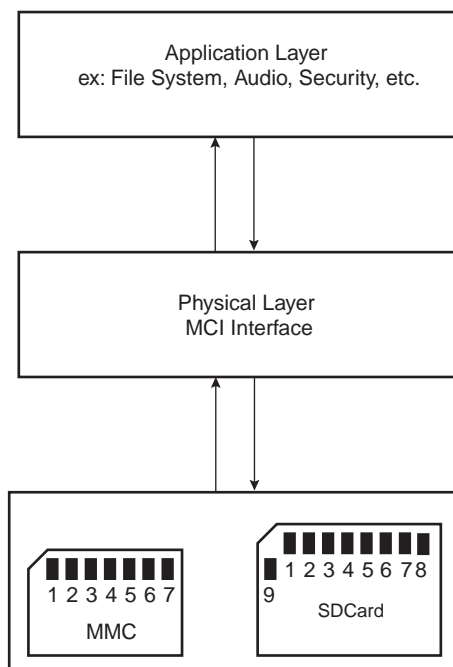 Application Layer
ex: File System, Audio, Security, etc.
Physical Layer
MCI Interface
1 2 3 4 5 6 7
MMC
1 2 3 4 5 6 7 8
9
SDCard